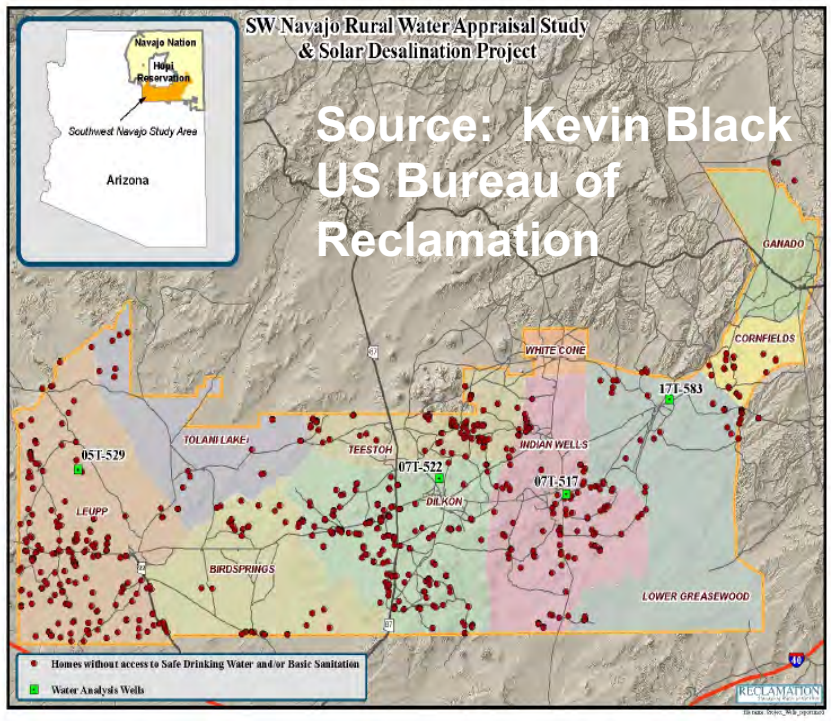 SW Navajo Rural Water Appraisal Study
& Solar Desalination Project
Navajo Nation
Hopi
Reservation
Southwest Navajo Study Area
Arizona
Source: Kevin Black
US Bureau of
Reclamation
GANADO
CORNFIELDS
WHITE CONE
87
17T-583
TOLANI LAKE
TEESTOH
INDIAN WELLS
05T-529
07T-522
07T-517
DILKON
LEUPP
BIRDSPRINGS
LOWER GREASEWOOD
87
40
Homes without access to Safe Drinking Water and/or Basic Sanitation
Water Analysis Wells
RECLAMATION